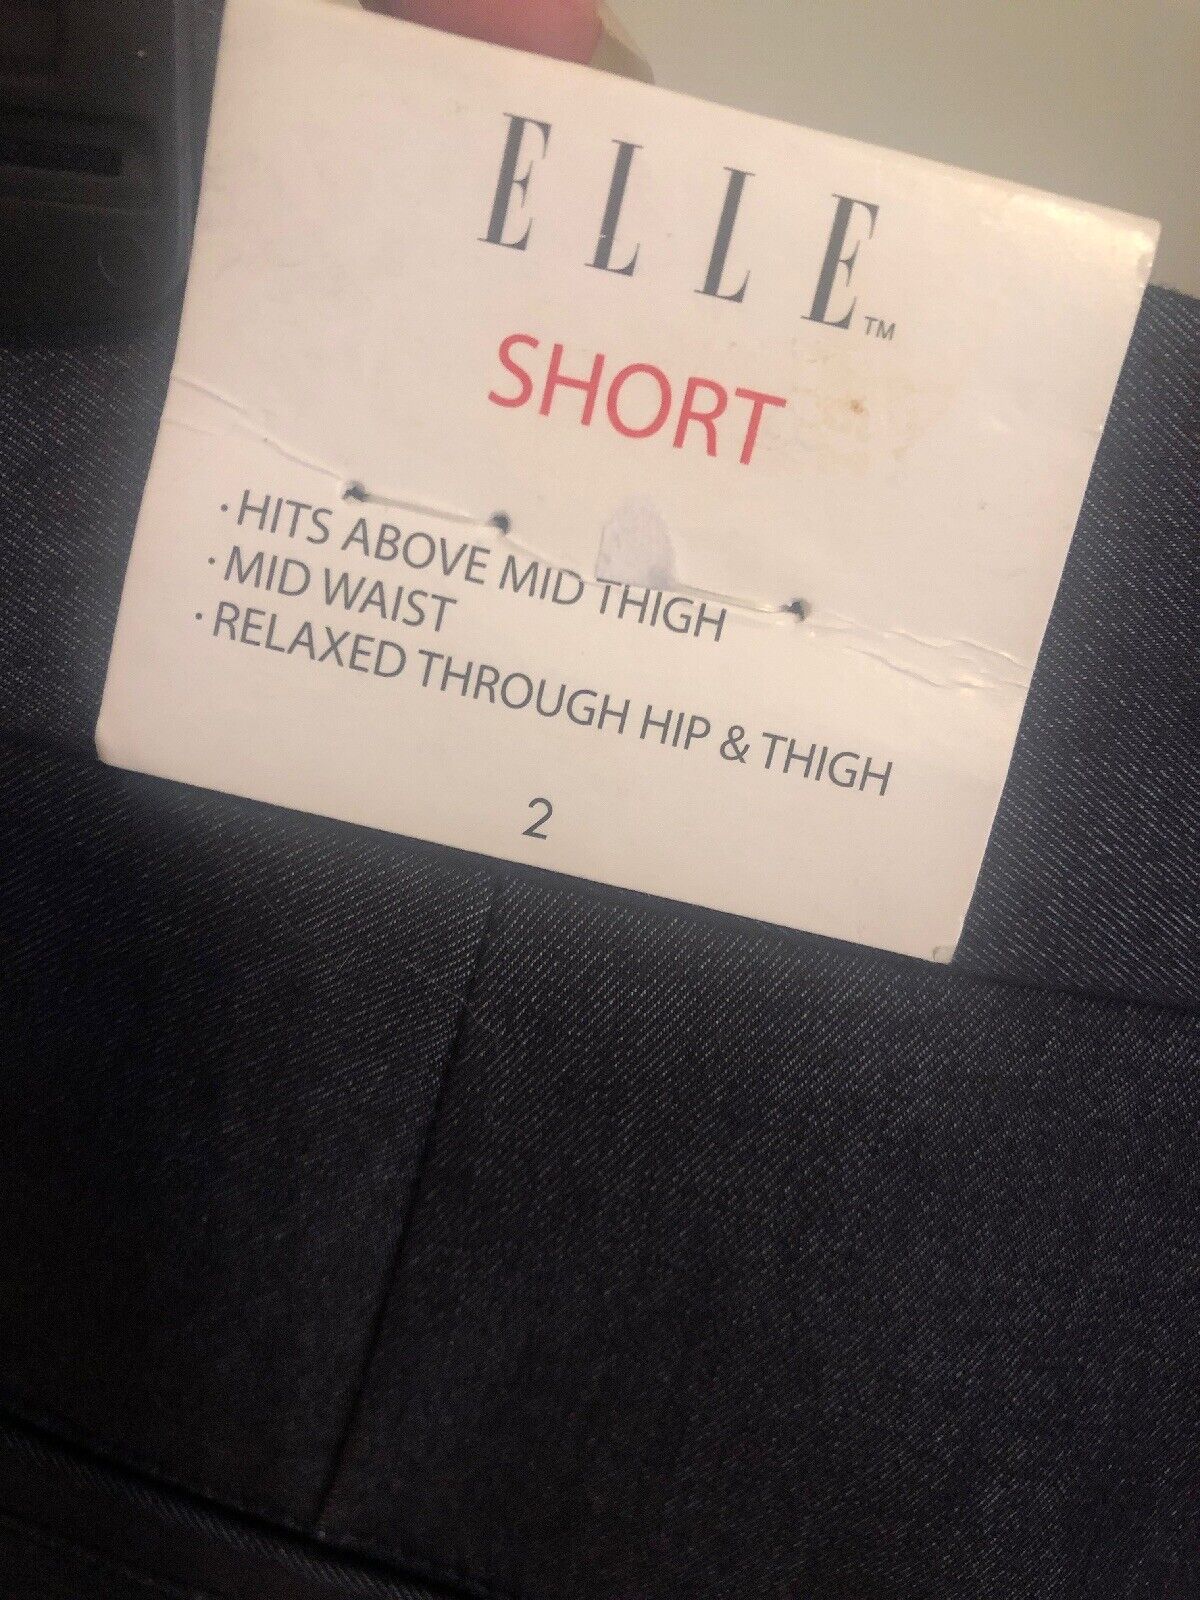 ELLE™
SHORT
· HITS ABOVE MID THIGH
· MID WAIST
· RELAXED THROUGH HIP & THIGH
2